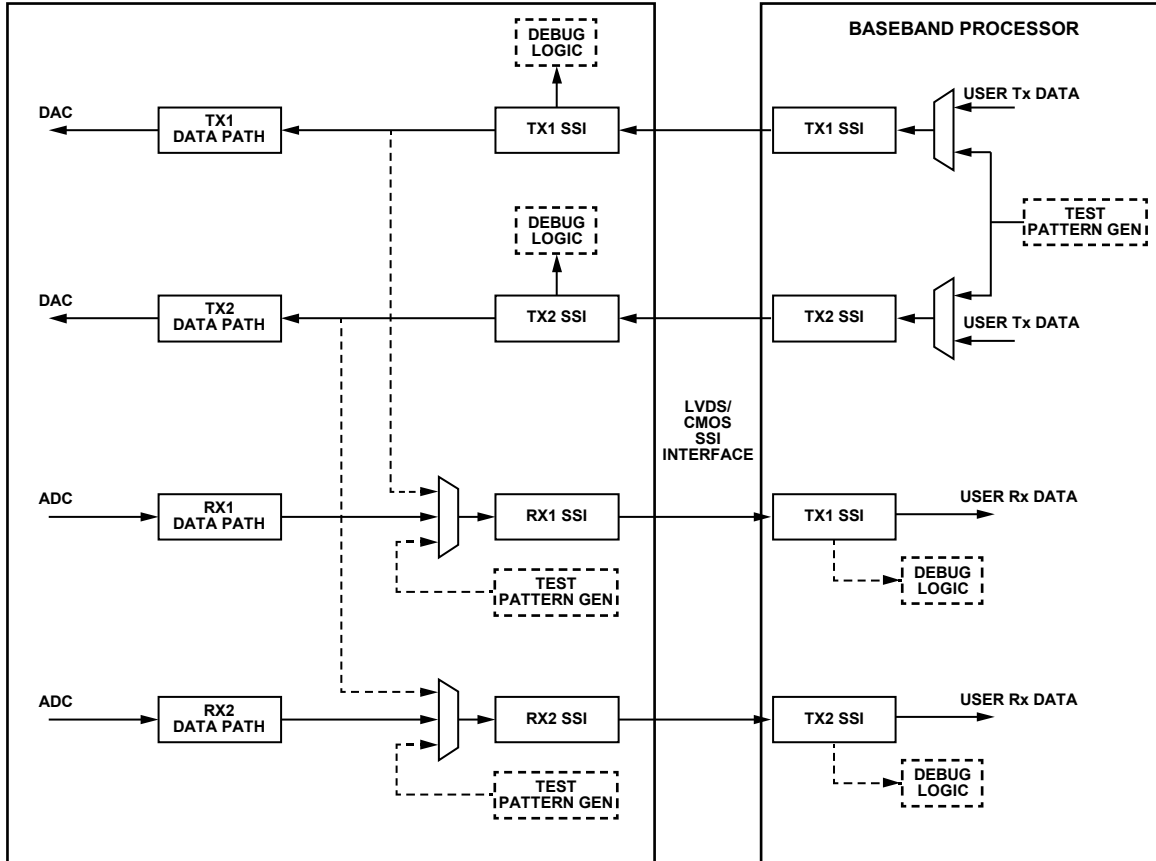 DEBUG
LOGIC
BASEBAND PROCESSOR
DAC
TX1
DATA PATH
TX1 SSI
TX1 SSI
USER Tx DATA
TEST
PATTERN GEN
DEBUG
LOGIC
DAC
TX2
DATA PATH
TX2 SSI
TX2 SSI
USER Tx DATA
LVDS/
CMOS
SSI
INTERFACE
ADC
RX1
DATA PATH
RX1 SSI
TX1 SSI
USER Rx DATA
TEST
PATTERN GEN
DEBUG
LOGIC
ADC
RX2
DATA PATH
RX2 SSI
TX2 SSI
USER Rx DATA
TEST
PATTERN GEN
DEBUG
LOGIC